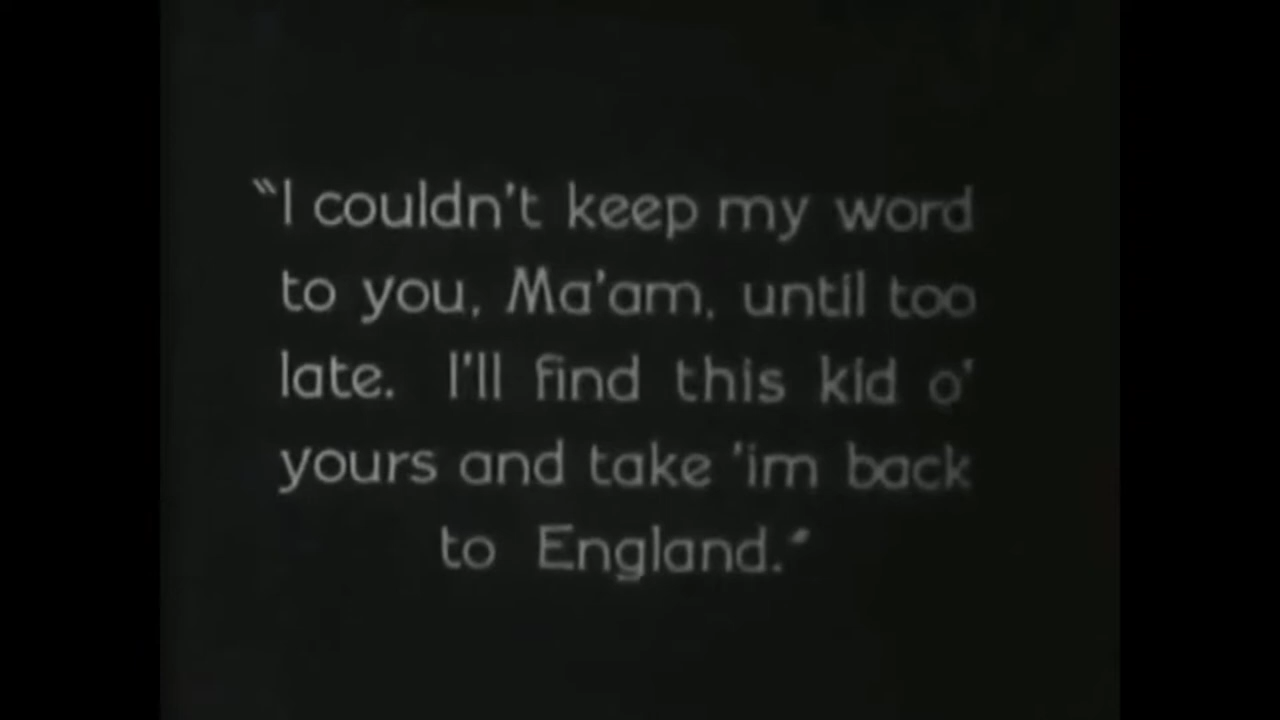 "I couldn't keep my word
to you, Ma'am, until too
late. I'll find this kid o'
yours and take 'im back
to England."